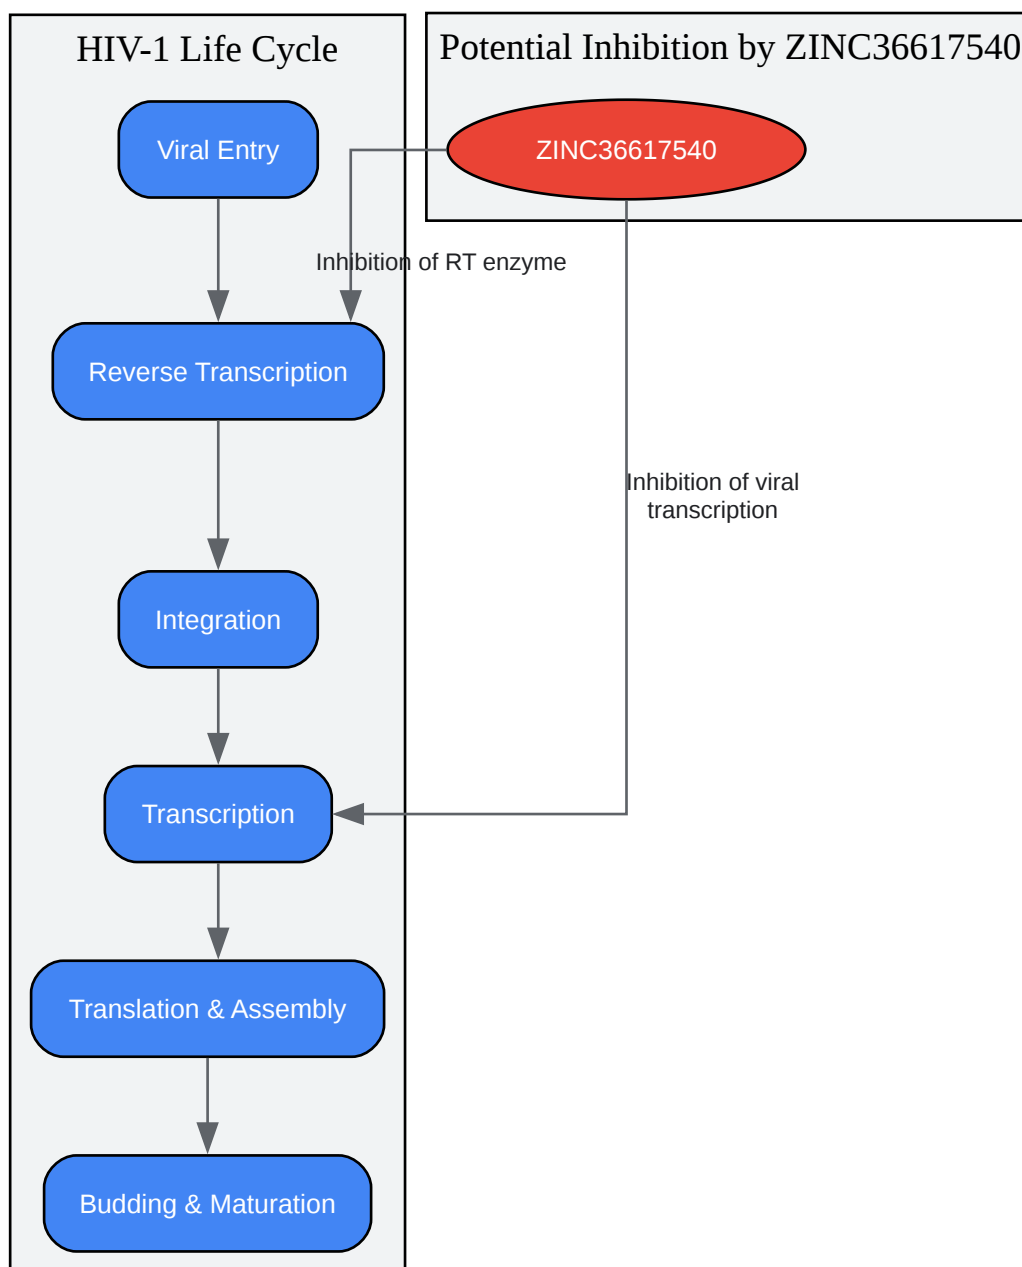 HIV-1 Life Cycle
Potential Inhibition by ZINC36617540
Viral Entry
ZINC36617540
Inhibition of RT enzyme
Reverse Transcription
Inhibition of viral
transcription
Integration
Transcription
Translation & Assembly
Budding & Maturation